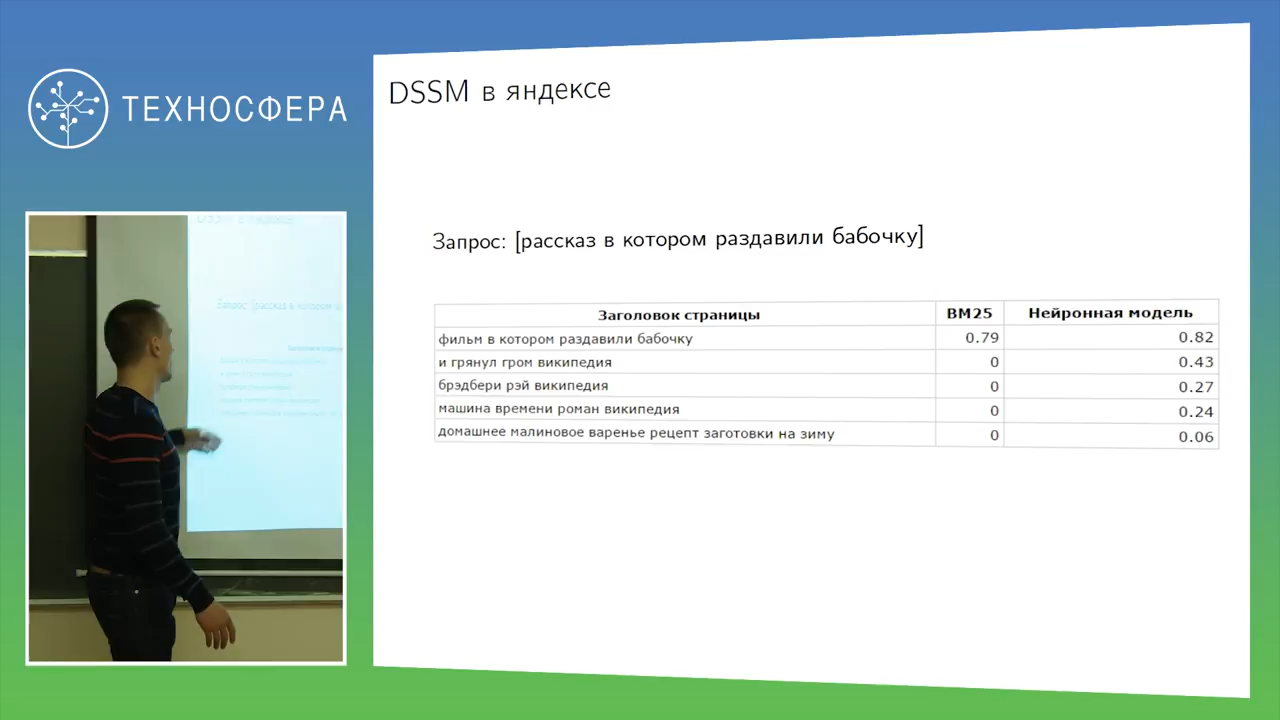 ТЕХНОСФЕРА
DSSM в яндексе
Запрос: [рассказ в котором раздавили бабочку]
Заголовок страницы BM25 Нейронная модель
фильм в котором раздавили бабочку 0.79 0.82
и грянул гром википедия 0 0.43
брэдбери рэй википедия 0 0.27
машина времени роман википедия 0 0.24
домашнее малиновое варенье рецепт заготовки на зиму 0 0.06